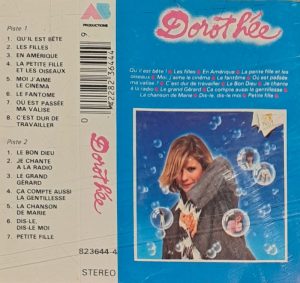 AB
PRODUCTIONS
Piste 1
1. QU'IL EST BÊTE
2. LES FILLES
3. EN AMÉRIQUE
4. LA PETITE FILLE
ET LES OISEAUX
5. MOI J'AIME
LE CINÉMA
6. LE FANTÔME
7. OÙ EST PASSÉE
MA VALISE
8. C'EST DUR DE
TRAVAILLER
Piste 2
1. LE BON DIEU
2. JE CHANTE
A LA RADIO
3. LE GRAND
GÉRARD
4. ÇA COMPTE AUSSI
LA GENTILLESSE
5. LA CHANSON
DE MARIE
6. DIS-LE,
DIS-LE MOI
7. PETITE FILLE
Dorothée
823644-4
STEREO
Dorothée
Qu'il est bête ! Les filles En Amérique La petite fille et les
oiseaux Moi, j'aime le cinéma Le fantôme Où est passée
ma valise ? C'est dur de travailler Le Bon Dieu Je chante
à la radio Le grand Gérard Ça compte aussi la gentillesse
La chanson de Marie Dis-le, dis-le moi Petite fille